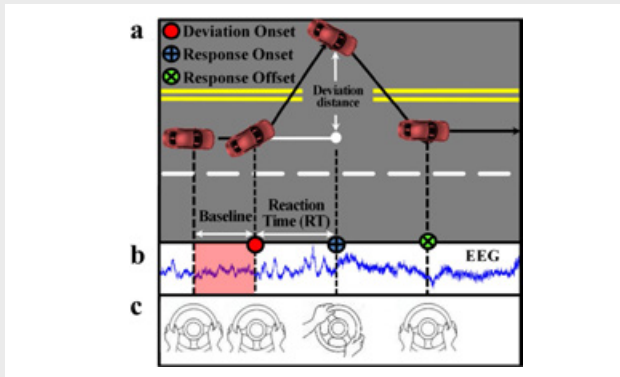 a
Deviation Onset
Response Onset
Response Offset
Deviation
distance
Baseline
Reaction
Time (RT)
b
EEG
c